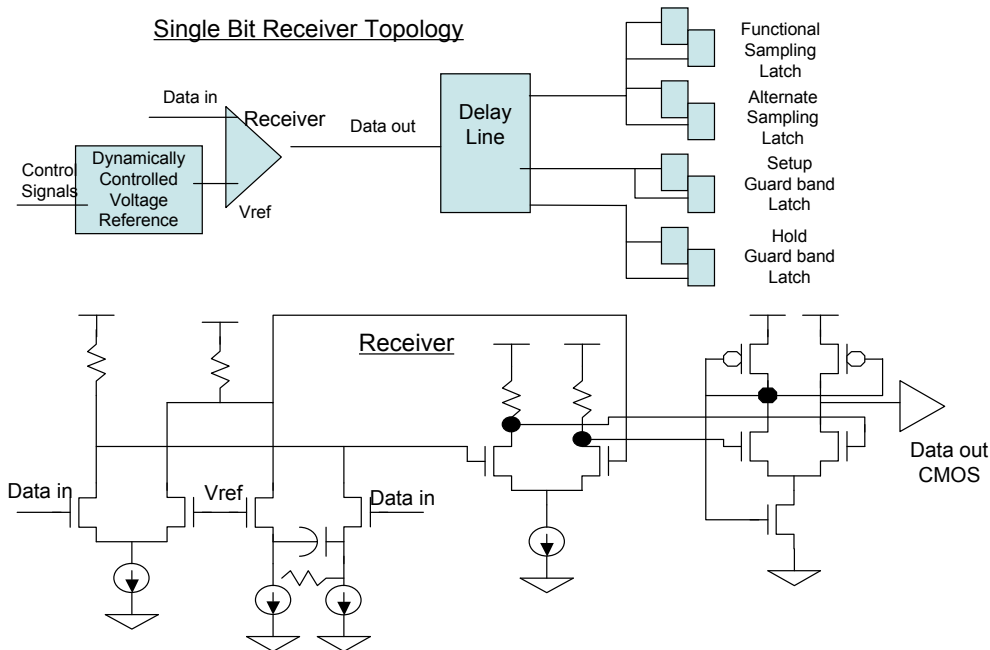 Single Bit Receiver Topology
Data in
Receiver
Data out
Control
Signals
Dynamically
Controlled
Voltage
Reference
Vref
Delay
Line
Functional
Sampling
Latch
Alternate
Sampling
Latch
Setup
Guard band
Latch
Hold
Guard band
Latch
Receiver
Data in
Vref
Data in
Data out
CMOS